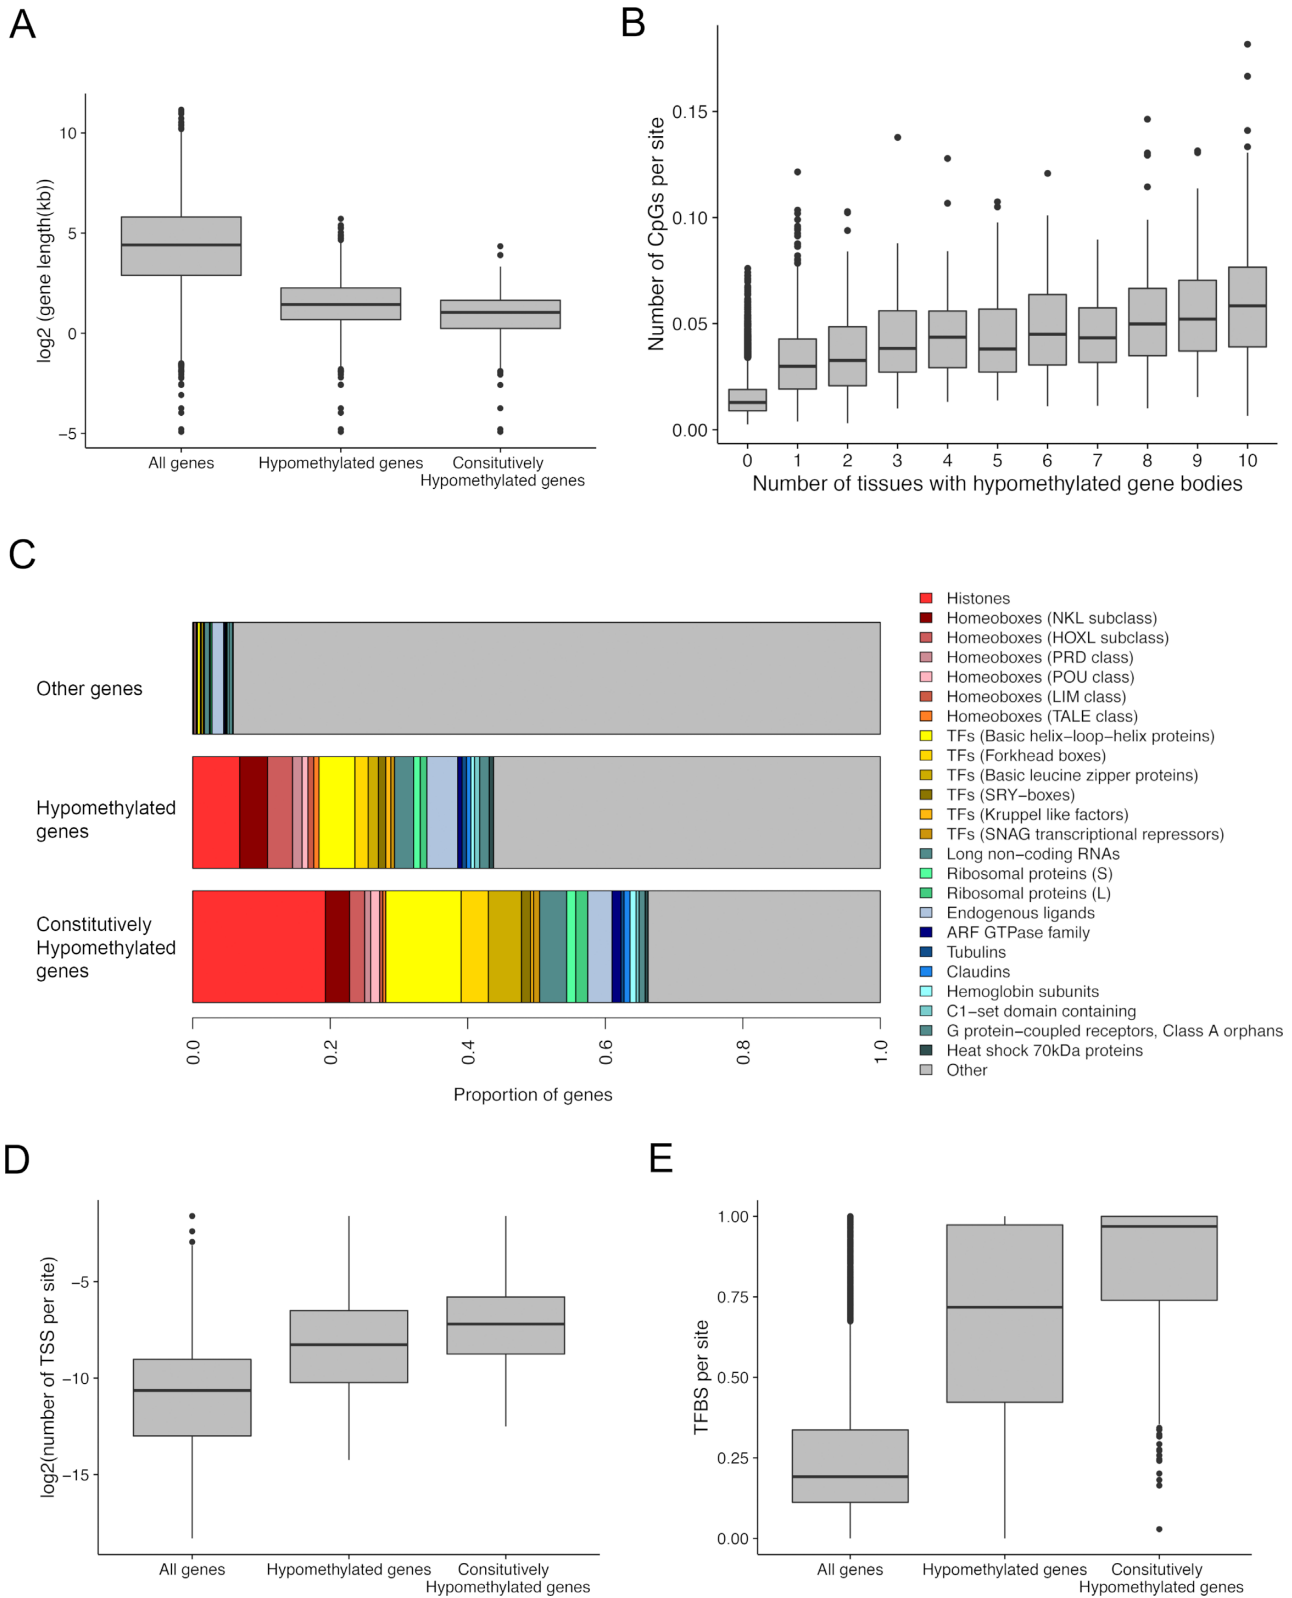 A
log2 (gene length(kb))
10
5
0
−5
All genes
Hypomethylated genes
Consitutively
Hypomethylated genes
B
Number of CpGs per site
0.15
0.10
0.05
0.00
0 1 2 3 4 5 6 7 8 9 10
Number of tissues with hypomethylated gene bodies
C
Other genes
Hypomethylated
genes
Constitutively
Hypomethylated
genes
0.0 0.2 0.4 0.6 0.8 1.0
Proportion of genes
Histones
Homeoboxes (NKL subclass)
Homeoboxes (HOXL subclass)
Homeoboxes (PRD class)
Homeoboxes (POU class)
Homeoboxes (LIM class)
Homeoboxes (TALE class)
TFs (Basic helix−loop−helix proteins)
TFs (Forkhead boxes)
TFs (Basic leucine zipper proteins)
TFs (SRY−boxes)
TFs (Kruppel like factors)
TFs (SNAG transcriptional repressors)
Long non−coding RNAs
Ribosomal proteins (S)
Ribosomal proteins (L)
Endogenous ligands
ARF GTPase family
Tubulins
Claudins
Hemoglobin subunits
C1−set domain containing
G protein−coupled receptors, Class A orphans
Heat shock 70kDa proteins
Other
D
log2(number of TSS per site)
−5
−10
−15
All genes
Hypomethylated genes
Consitutively
Hypomethylated genes
E
TFBS per site
1.00
0.75
0.50
0.25
0.00
All genes
Hypomethylated genes
Consitutively
Hypomethylated genes